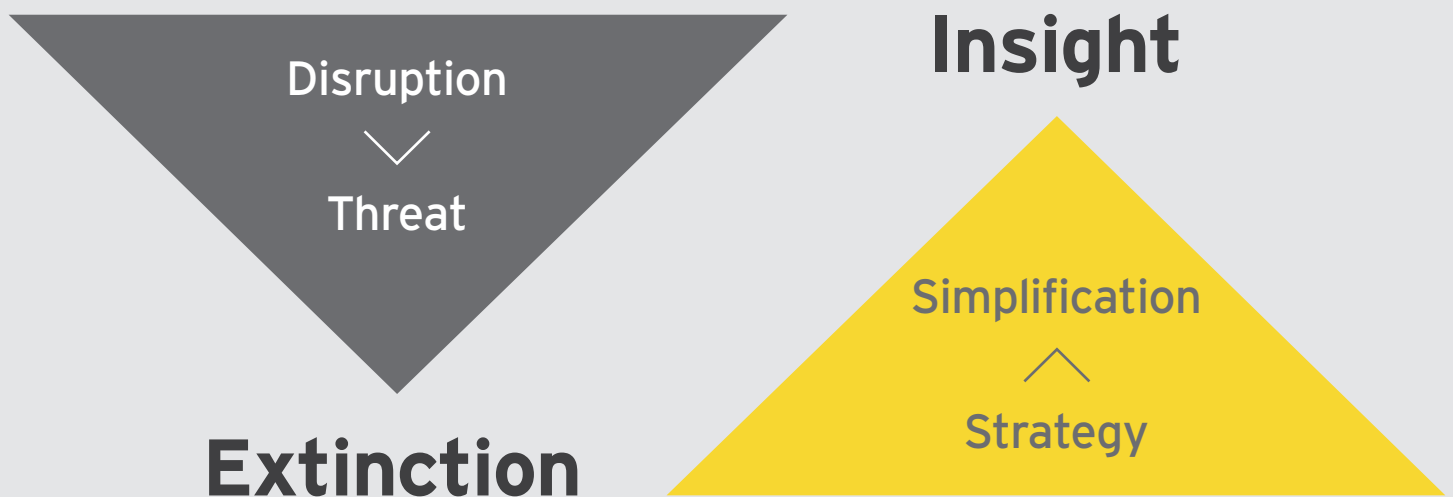 Disruption
Threat
Extinction
Insight
Simplification
Strategy